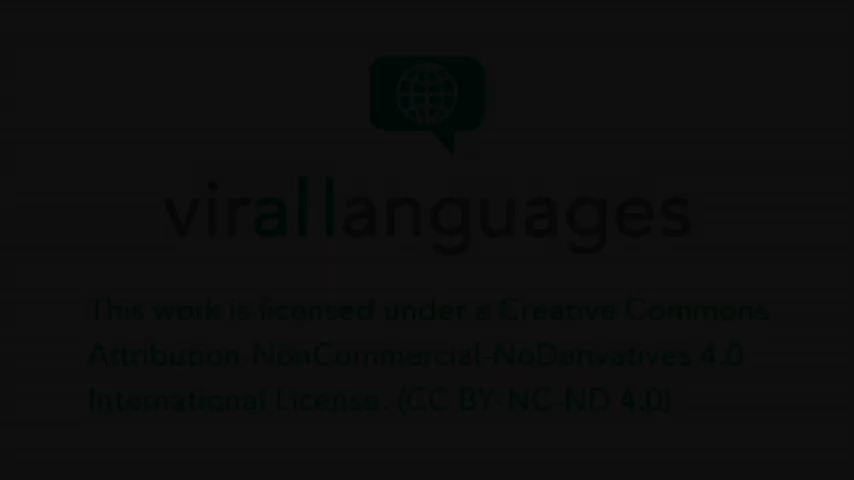 virallanguages
This work is licensed under a Creative Commons
Attribution-NonCommercial-NoDerivatives 4.0
International License. (CC BY-NC-ND 4.0)